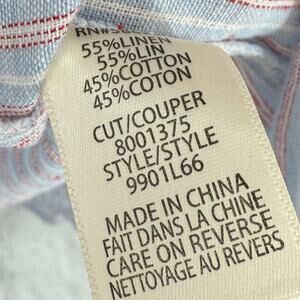 55%LINEN
55%LIN
45%COTTON
45%COTON
CUT/COUPER
8001375
STYLE/STYLE
9901L66
MADE IN CHINA
FAIT DANS LA CHINE
CARE ON REVERSE
NETTOYAGE AU REVERS